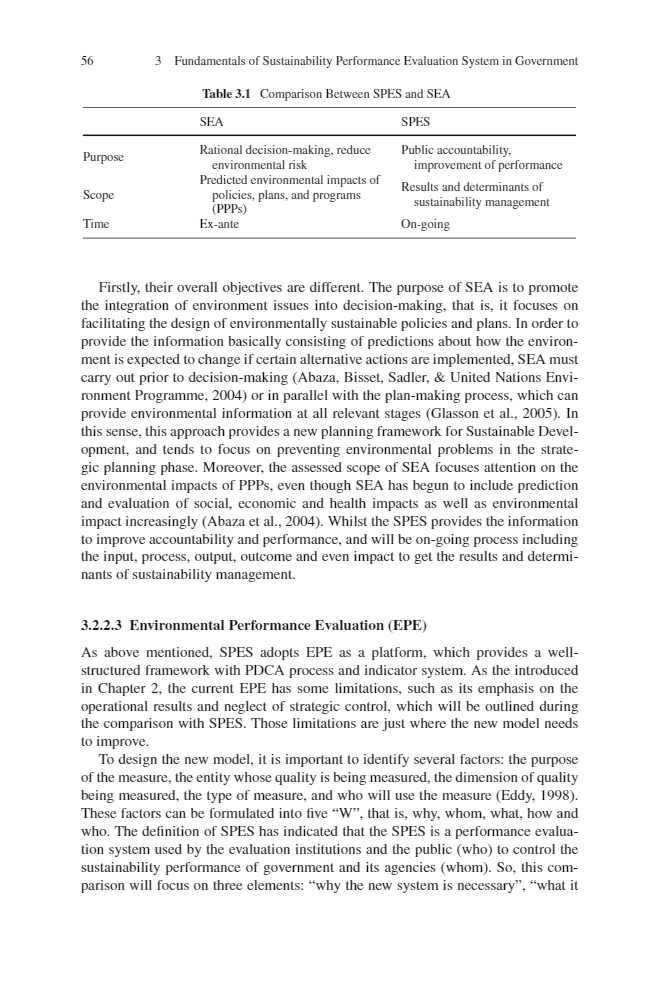 56 3 Fundamentals of Sustainability Performance Evaluation System in Government
Table 3.1 Comparison Between SPES and SEA
SEA SPES
Purpose Rational decision-making, reduce environmental risk Public accountability, improvement of performance
Scope Predicted environmental impacts of policies, plans, and programs (PPPs) Results and determinants of sustainability management
Time Ex-ante On-going
Firstly, their overall objectives are different. The purpose of SEA is to promote
the integration of environment issues into decision-making, that is, it focuses on
facilitating the design of environmentally sustainable policies and plans. In order to
provide the information basically consisting of predictions about how the environ-
ment is expected to change if certain alternative actions are implemented, SEA must
carry out prior to decision-making (Abaza, Bisset, Sadler, & United Nations Envi-
ronment Programme, 2004) or in parallel with the plan-making process, which can
provide environmental information at all relevant stages (Glasson et al., 2005). In
this sense, this approach provides a new planning framework for Sustainable Devel-
opment, and tends to focus on preventing environmental problems in the strate-
gic planning phase. Moreover, the assessed scope of SEA focuses attention on the
environmental impacts of PPPs, even though SEA has begun to include prediction
and evaluation of social, economic and health impacts as well as environmental
impact increasingly (Abaza et al., 2004). Whilst the SPES provides the information
to improve accountability and performance, and will be on-going process including
the input, process, output, outcome and even impact to get the results and determi-
nants of sustainability management.
3.2.2.3 Environmental Performance Evaluation (EPE)
As above mentioned, SPES adopts EPE as a platform, which provides a well-
structured framework with PDCA process and indicator system. As the introduced
in Chapter 2, the current EPE has some limitations, such as its emphasis on the
operational results and neglect of strategic control, which will be outlined during
the comparison with SPES. Those limitations are just where the new model needs
to improve.
To design the new model, it is important to identify several factors: the purpose
of the measure, the entity whose quality is being measured, the dimension of quality
being measured, the type of measure, and who will use the measure (Eddy, 1998).
These factors can be formulated into five “W”, that is, why, whom, what, how and
who. The definition of SPES has indicated that the SPES is a performance evalua-
tion system used by the evaluation institutions and the public (who) to control the
sustainability performance of government and its agencies (whom). So, this com-
parison will focus on three elements: “why the new system is necessary”, “what it